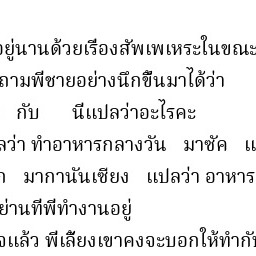 อยู่นานด้วยเรื่องสัพเพเหระในขณะ
ถามพี่ชายอย่างนึกขึ้นมาได้ว่า
กับ นี่แปลว่าอะไรคะ
ลว่า ทำอาหารกลางวัน มาซัค แ
มากานันเชียง แปลว่า อาหาร
ย่านที่พี่ทำงานอยู่
จแล้ว พี่เลี้ยงเขาคงจะบอกให้ทำกับ